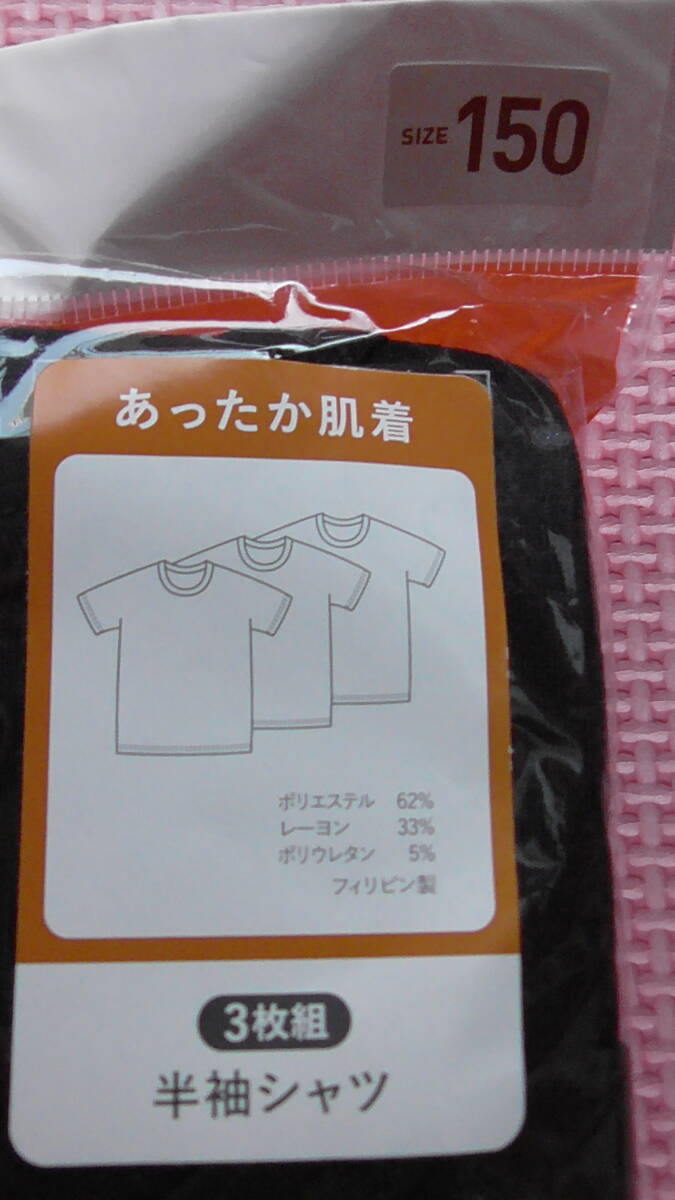 SIZE 150
あったか肌着
ポリエステル 62%
レーヨン 33%
ポリウレタン 5%
フィリピン製
3枚組
半袖シャツ